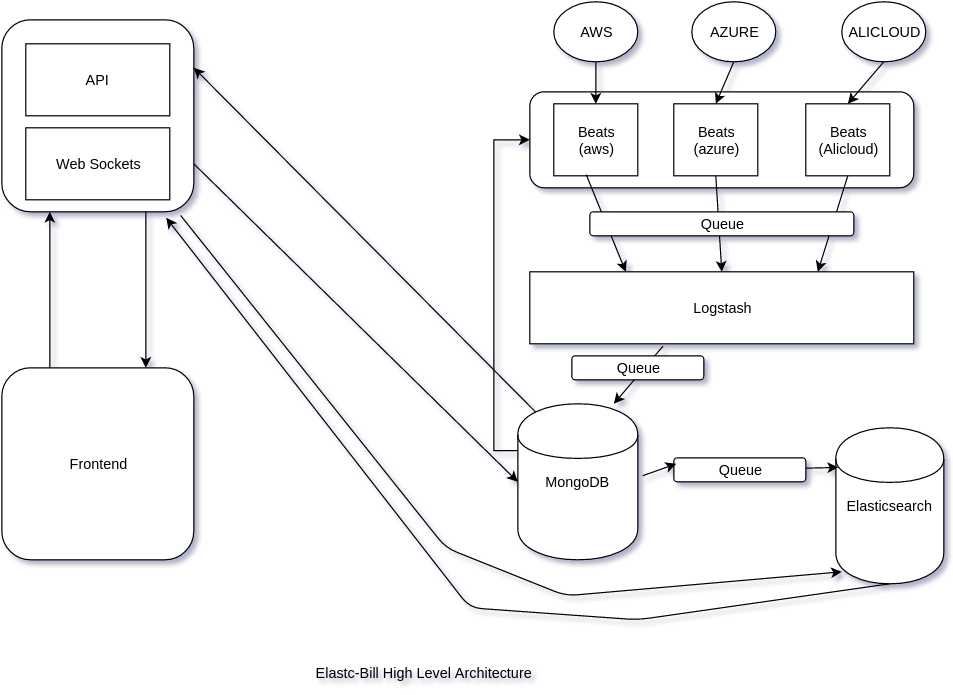 AWS
AZURE
ALICLOUD
API
Web Sockets
Beats
(aws)
Beats
(azure)
Beats
(Alicloud)
Queue
Logstash
Queue
Frontend
MongoDB
Queue
Elasticsearch
Elastc-Bill High Level Architecture